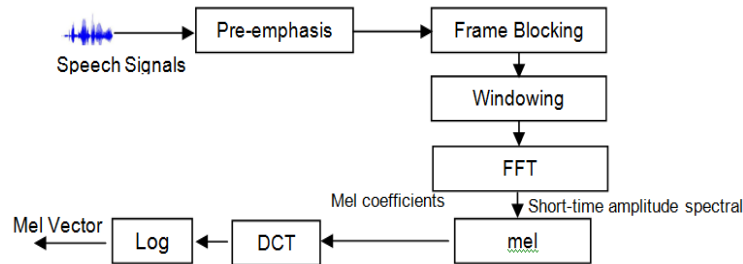 Pre-emphasis
Frame Blocking
Speech Signals
Windowing
FFT
Mel coefficients
Short-time amplitude spectral
Mel Vector
Log
DCT
mel